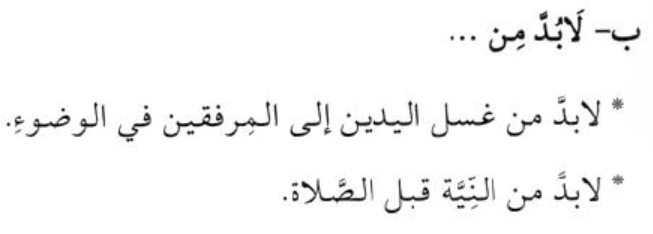 ب- لَابُدَّ مِن ...
* لابدَّ من غسل اليدين إلى المِرفقين في الوضوءِ.
* لابدَّ من النِّيَّة قبل الصَّلاة.